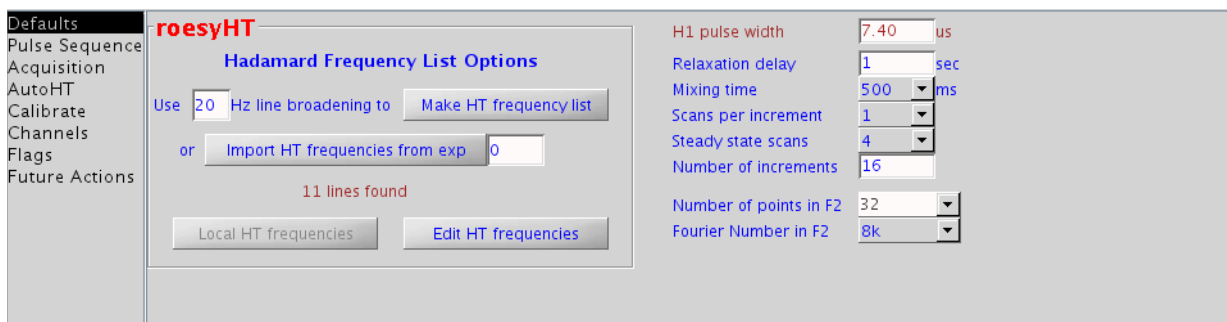 Defaults
Pulse Sequence
Acquisition
AutoHT
Calibrate
Channels
Flags
Future Actions
roesyHT
Hadamard Frequency List Options
Use 20 Hz line broadening to Make HT frequency list
or Import HT frequencies from exp 0
11 lines found
Local HT frequencies Edit HT frequencies
H1 pulse width 7.40 us
Relaxation delay 1 sec
Mixing time 500 ms
Scans per increment 1
Steady state scans 4
Number of increments 16
Number of points in F2 32
Fourier Number in F2 8k